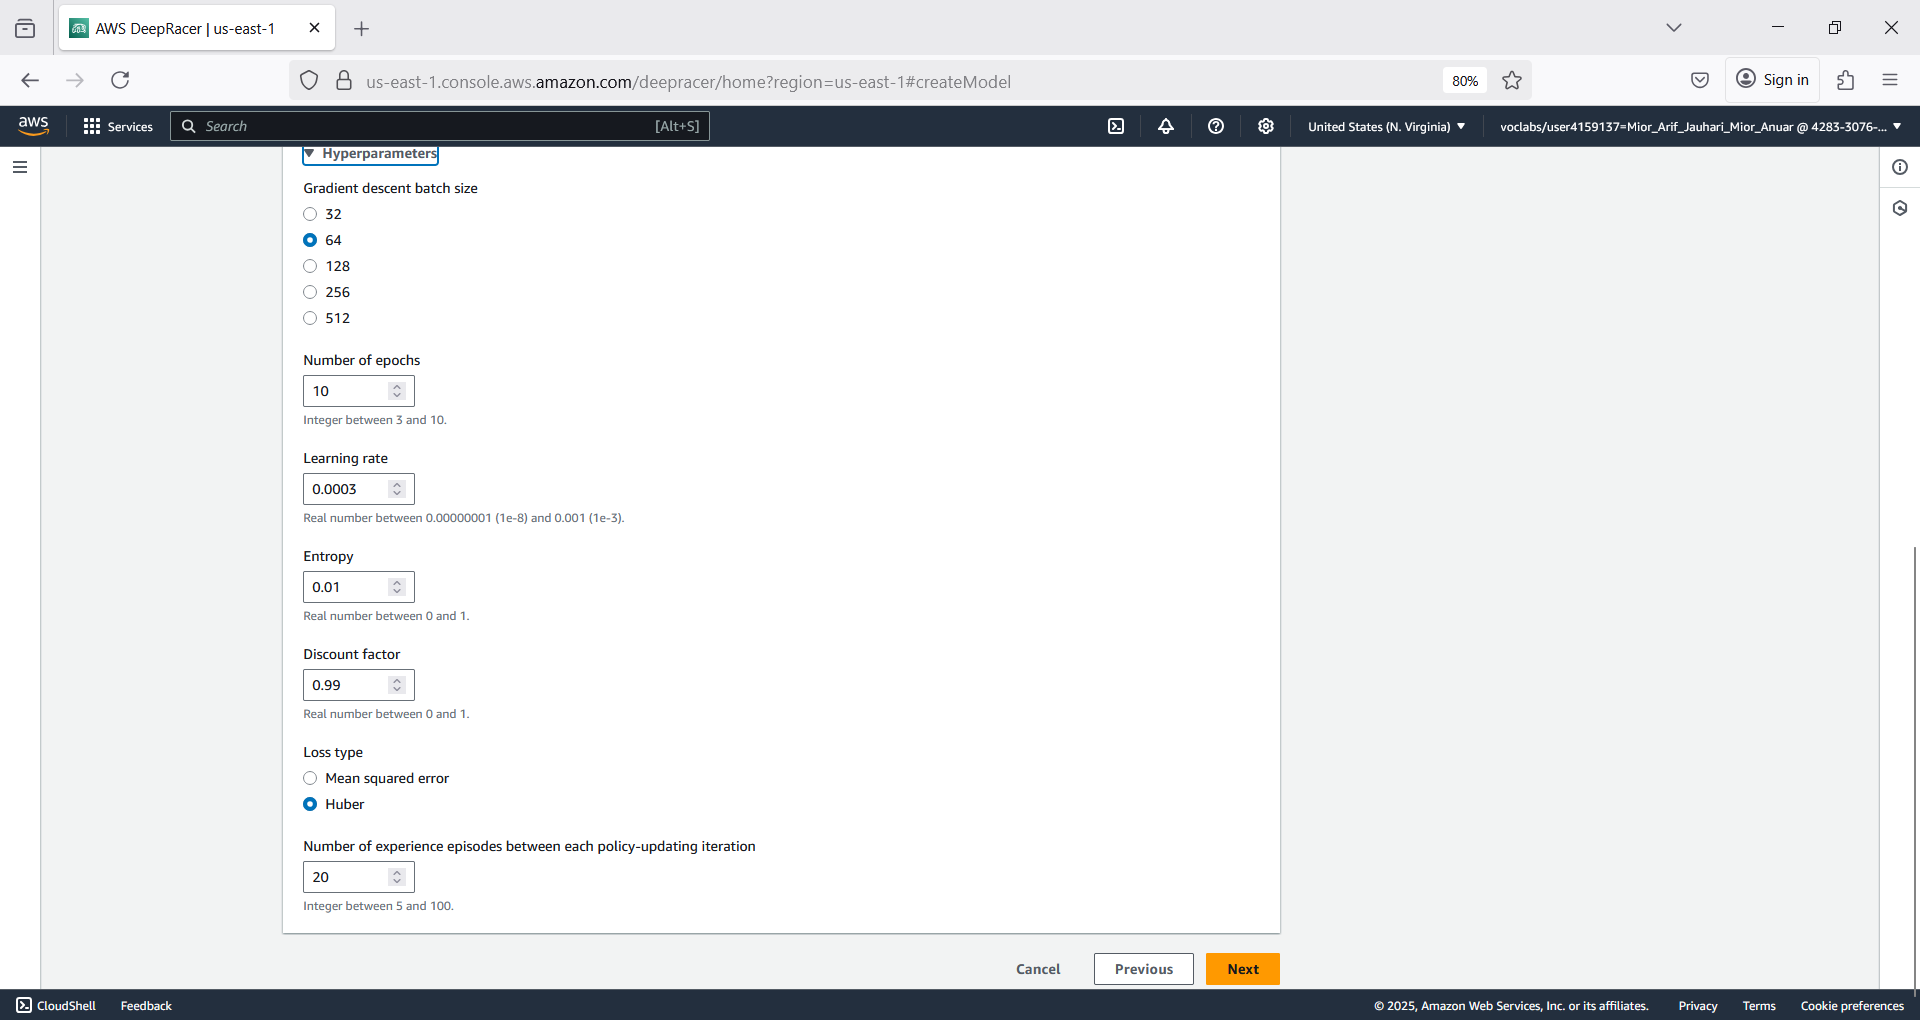 AWS DeepRacer | us-east-1
us-east-1.console.aws.amazon.com/deepracer/home?region=us-east-1#createModel
80%
Sign in
aws
Services
Search
[Alt+S]
United States (N. Virginia)
voclabs/user4159137=Mior_Arif_Jauhari_Mior_Anuar @ 4283-3076-...
Hyperparameters
Gradient descent batch size
32
64
128
256
512
Number of epochs
10
Integer between 3 and 10.
Learning rate
0.0003
Real number between 0.00000001 (1e-8) and 0.001 (1e-3).
Entropy
0.01
Real number between 0 and 1.
Discount factor
0.99
Real number between 0 and 1.
Loss type
Mean squared error
Huber
Number of experience episodes between each policy-updating iteration
20
Integer between 5 and 100.
Cancel
Previous
Next
CloudShell
Feedback
© 2025, Amazon Web Services, Inc. or its affiliates.
Privacy
Terms
Cookie preferences